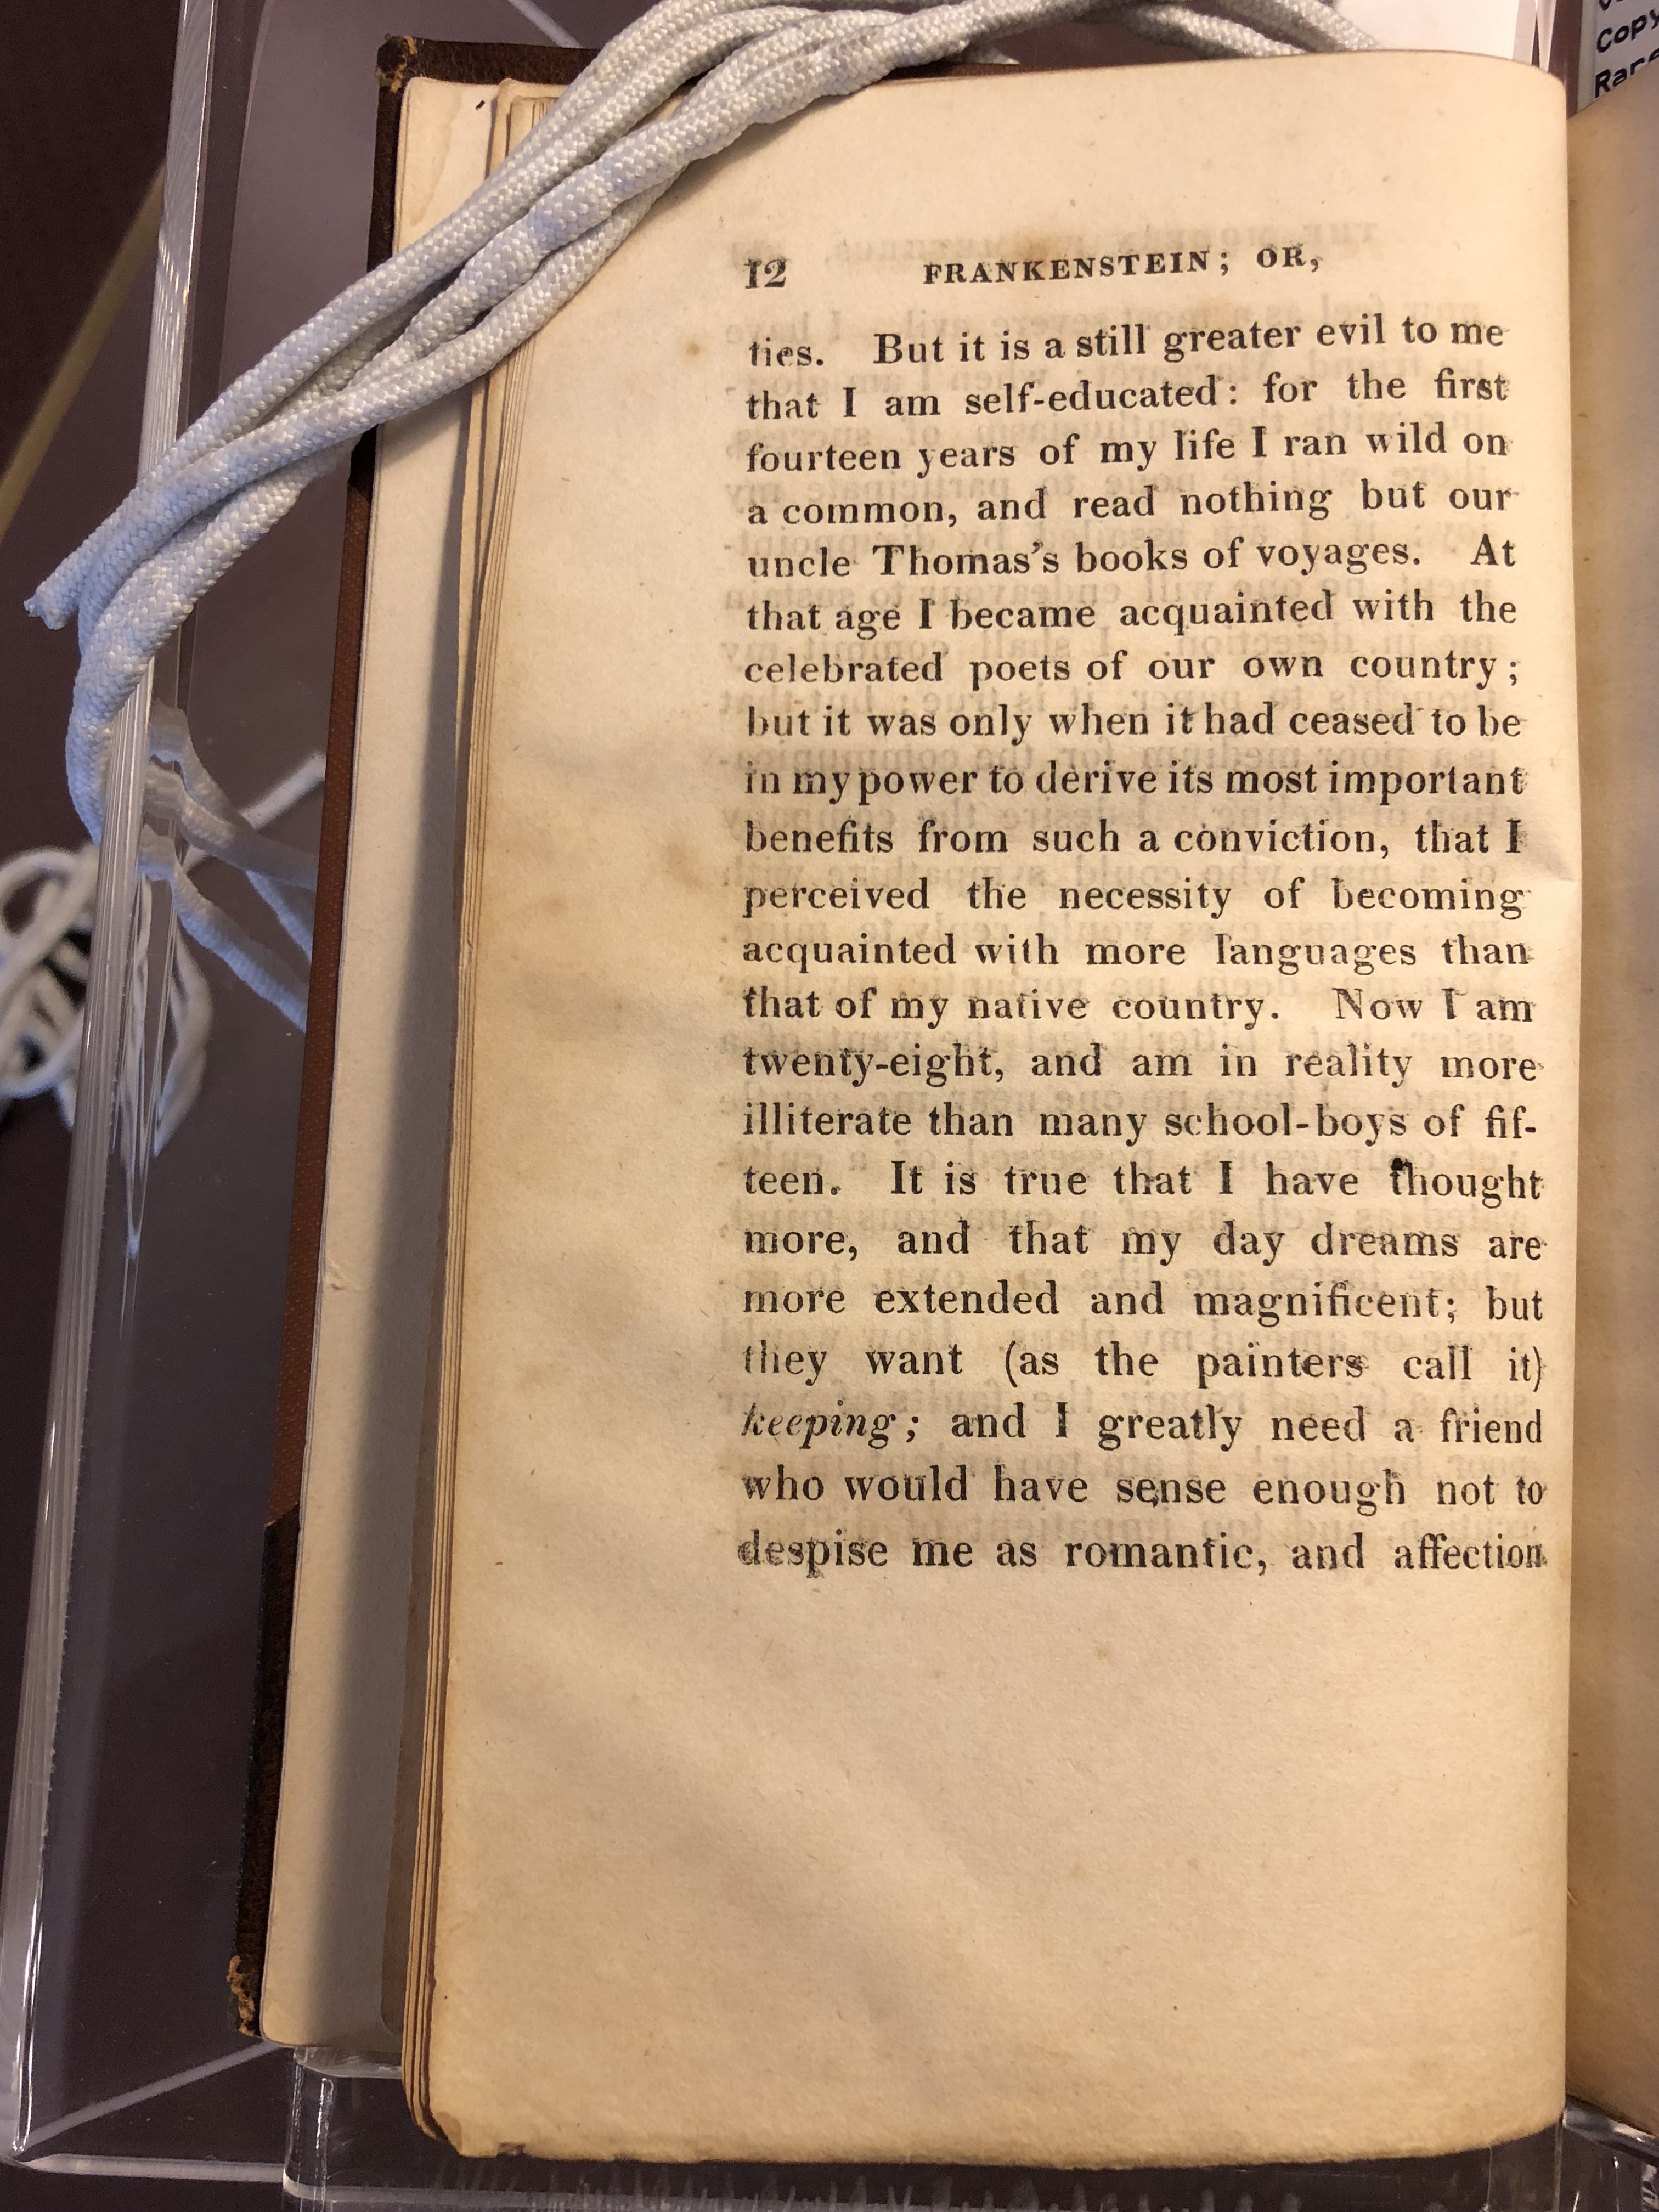 Copy
12 FRANKENSTEIN; OR,
ties. But it is a still greater evil to me
that I am self-educated: for the first
fourteen years of my life I ran wild on
a common, and read nothing but our
uncle Thomas's books of voyages. At
that age I became acquainted with the
celebrated poets of our own country;
but it was only when it had ceased to be
in my power to derive its most important
benefits from such a conviction, that I
perceived the necessity of becoming
acquainted with more languages than
that of my native country. Now I am
twenty-eight, and am in reality more
illiterate than many school-boys of fif-
teen. It is true that I have thought
more, and that my day dreams are
more extended and magnificent; but
they want (as the painters call it)
keeping; and I greatly need a friend
who would have sense enough not to
despise me as romantic, and affection